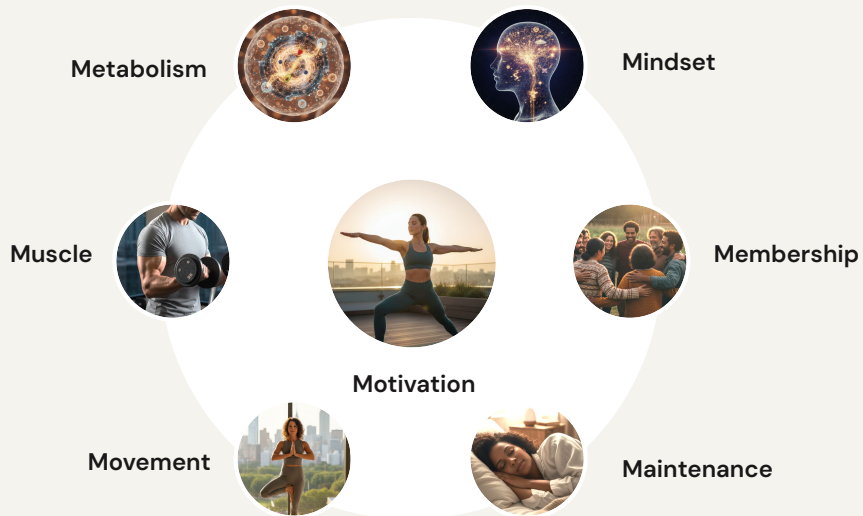 Metabolism
Mindset
Muscle
Membership
Motivation
Movement
Maintenance